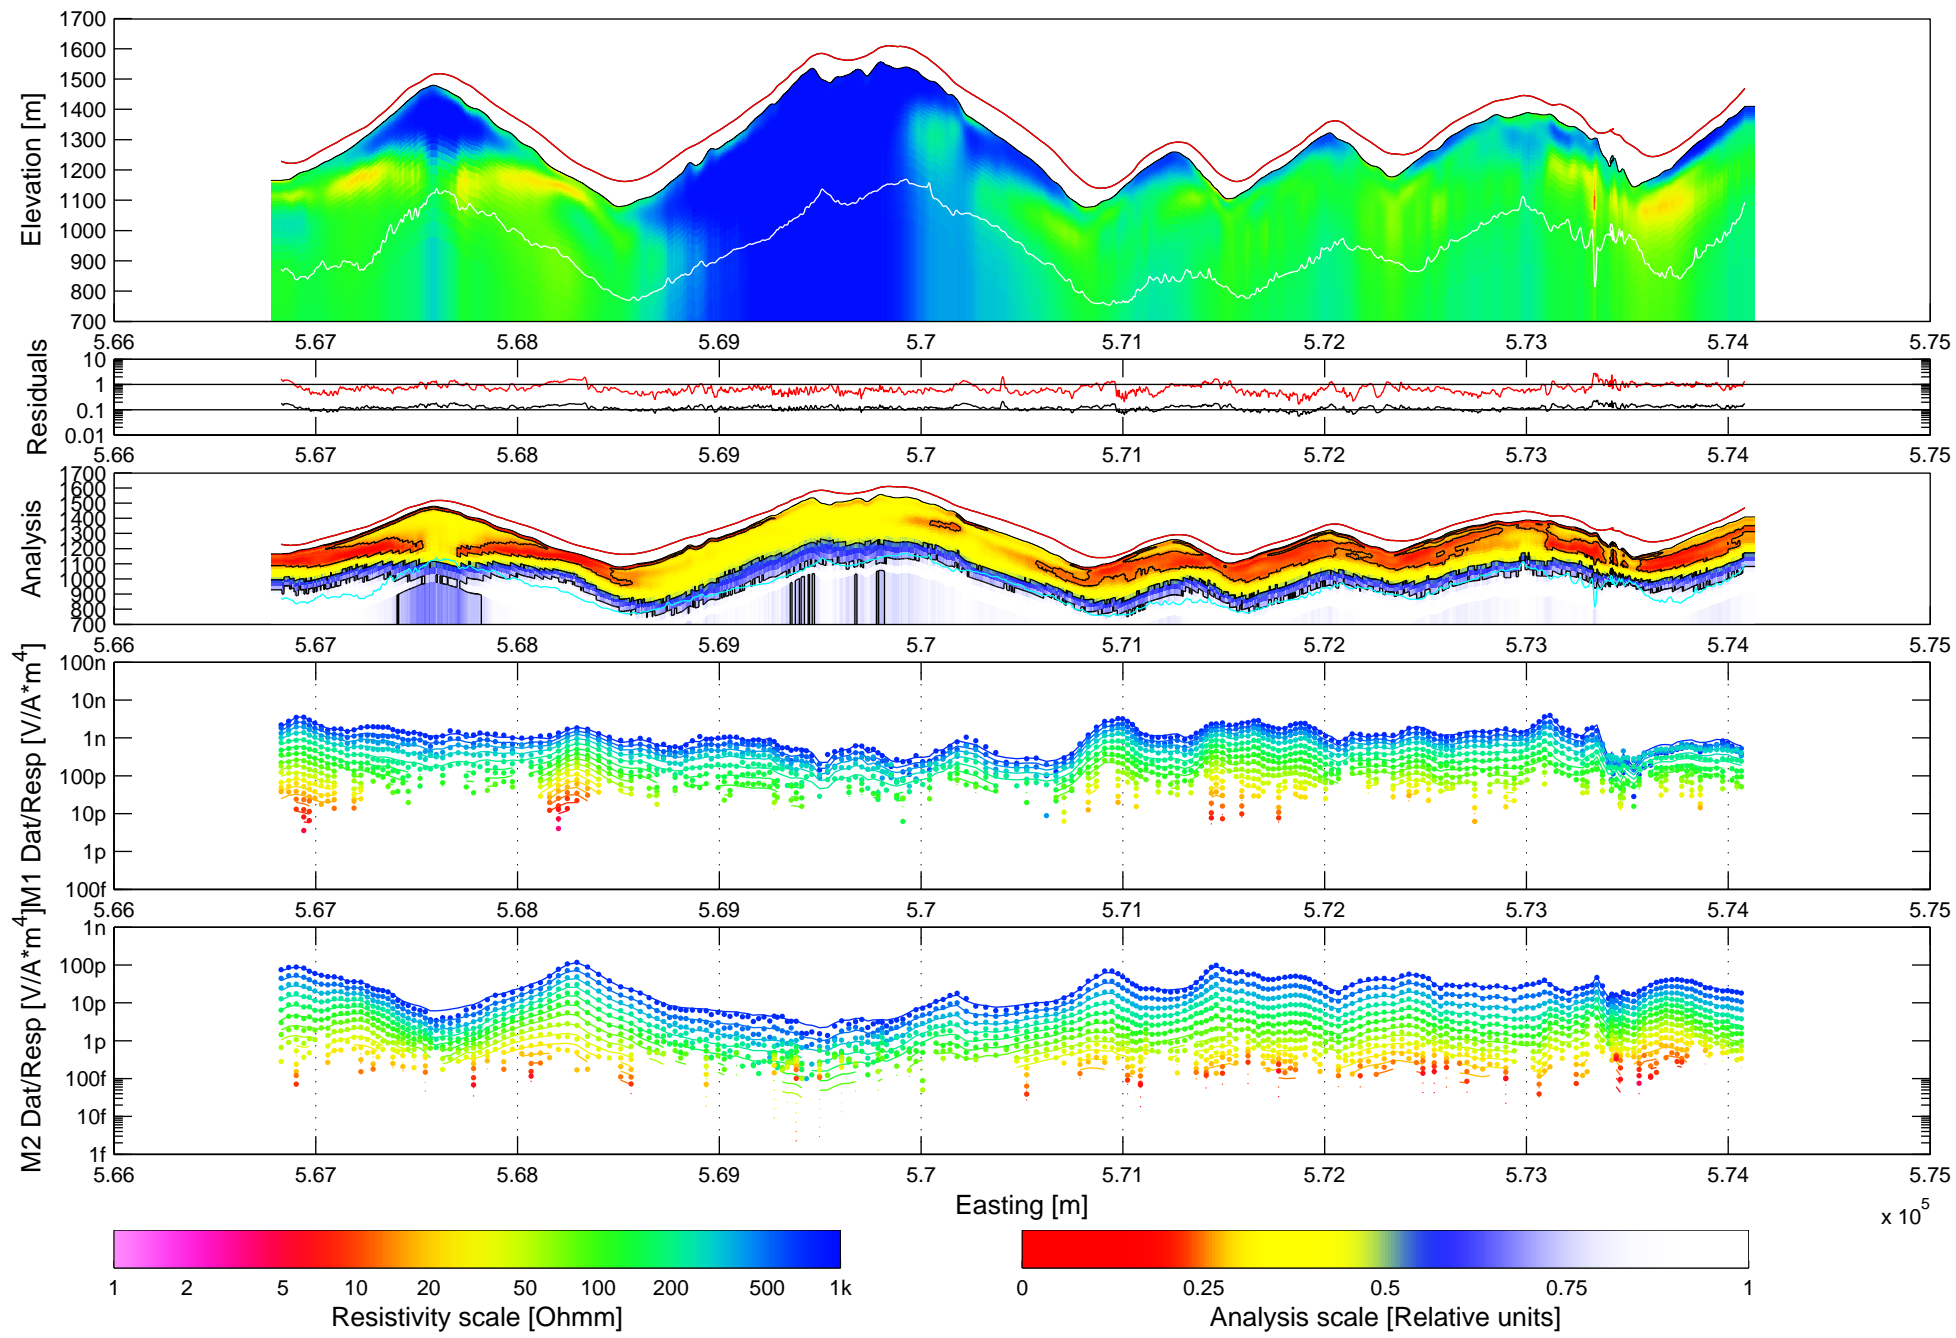 1700
1600
1500
1400
1300
1200
1100
1000
900
800
700
Elevation [m]
5.66 5.67 5.68 5.69 5.7 5.71 5.72 5.73 5.74 5.75
10
1
0.1
0.01
Residuals
5.66 5.67 5.68 5.69 5.7 5.71 5.72 5.73 5.74 5.75
1700
1600
1500
1400
1300
1200
1100
1000
900
800
700
Analysis
5.66 5.67 5.68 5.69 5.7 5.71 5.72 5.73 5.74 5.75
100n
10n
1n
100p
10p
1p
100f
M1 Dat/Resp [V/A*m^4]
5.66 5.67 5.68 5.69 5.7 5.71 5.72 5.73 5.74 5.75
1n
100p
10p
1p
100f
10f
1f
M2 Dat/Resp [V/A*m^4]
5.66 5.67 5.68 5.69 5.7 5.71 5.72 5.73 5.74 5.75
Easting [m]
x 10^5
1 2 5 10 20 50 100 200 500 1k
Resistivity scale [Ohmm]
0 0.25 0.5 0.75 1
Analysis scale [Relative units]